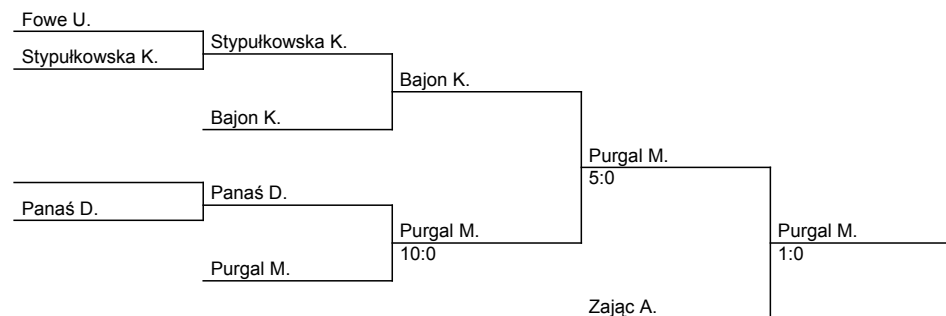 Fowe U.
Stypułkowska K.
Stypułkowska K.
Bajon K.
Bajon K.
Purgal M.
5:0
Panaś D.
Panaś D.
Purgal M.
10:0
Purgal M.
1:0
Purgal M.
Zając A.